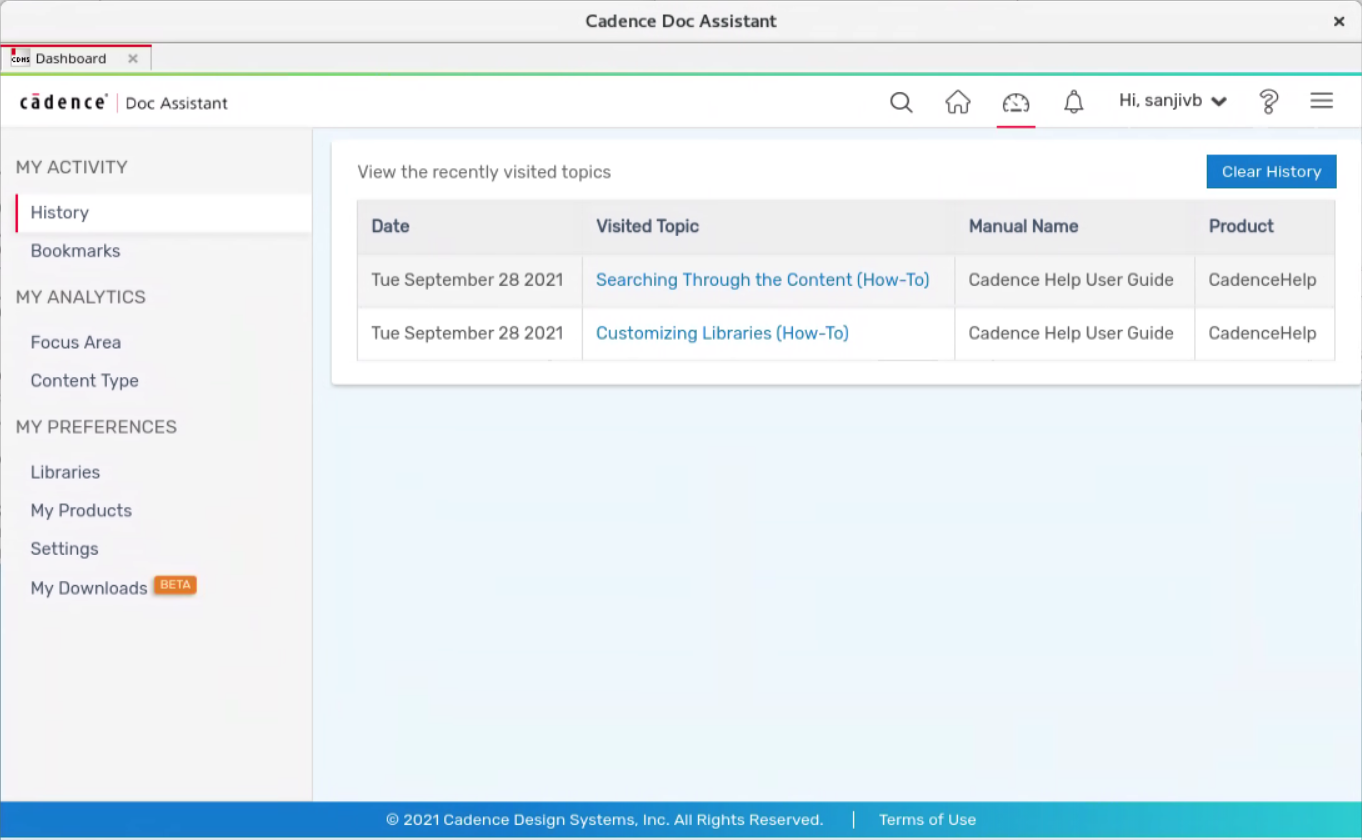 Cadence Doc Assistant
CDHS Dashboard
cādence® Doc Assistant
Hi, sanjivb
MY ACTIVITY
History
Bookmarks
MY ANALYTICS
Focus Area
Content Type
MY PREFERENCES
Libraries
My Products
Settings
My Downloads BETA
View the recently visited topics
Clear History
Date Visited Topic Manual Name Product
Tue September 28 2021 Searching Through the Content (How-To) Cadence Help User Guide CadenceHelp
Tue September 28 2021 Customizing Libraries (How-To) Cadence Help User Guide CadenceHelp
© 2021 Cadence Design Systems, Inc. All Rights Reserved. | Terms of Use